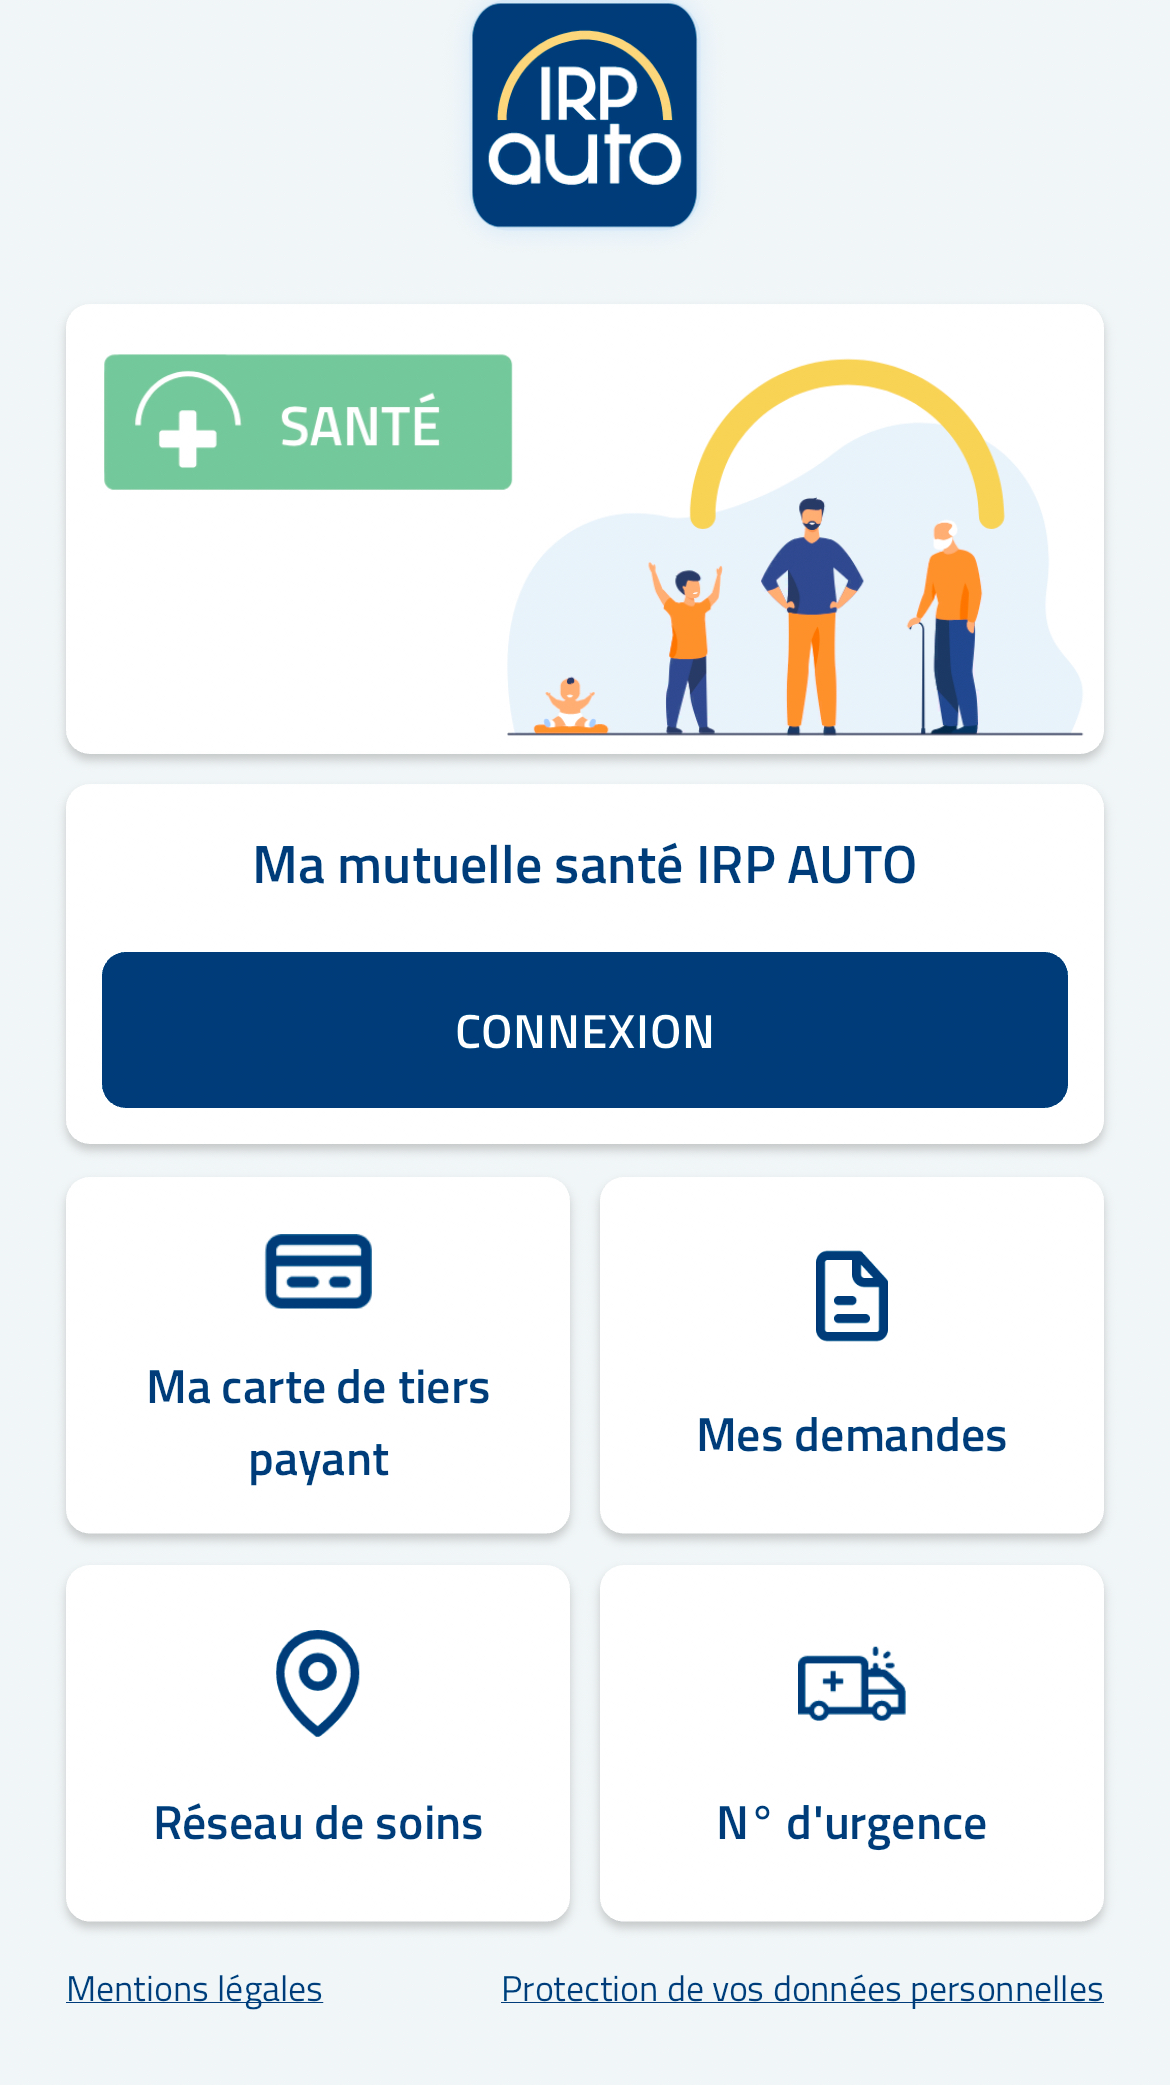 IRP
auto
SANTÉ
Ma mutuelle santé IRP AUTO
CONNEXION
Ma carte de tiers
payant
Mes demandes
Réseau de soins
N° d'urgence
Mentions légales
Protection de vos données personnelles